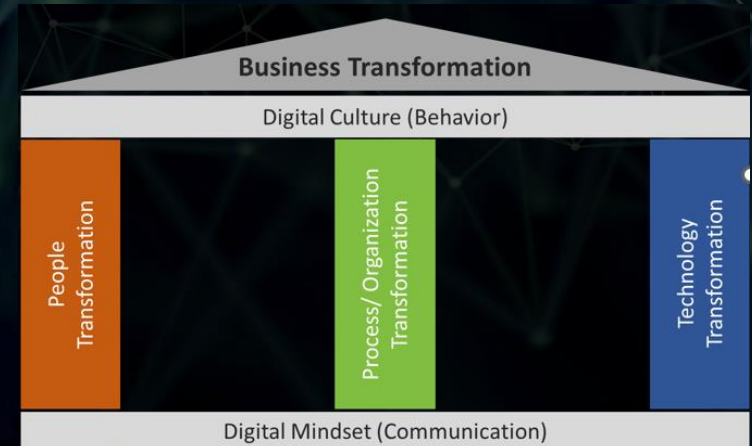 Business Transformation
Digital Culture (Behavior)
People
Transformation
Process/ Organization
Transformation
Technology
Transformation
Digital Mindset (Communication)